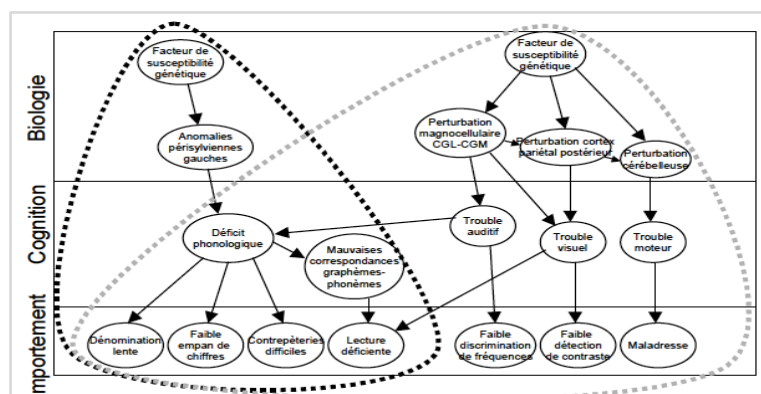 Biologie
Facteur de
susceptibilité
génétique
Facteur de
susceptibilité
génétique
Anomalies
périsylviennes
gauches
Perturbation
magnocellulaire
CGL-CGM
Perturbation cortex
pariétal postérieur
Perturbation
cérébelleuse
Cognition
Déficit
phonologique
Mauvaises
correspondances
graphèmes-
phonèmes
Trouble
auditif
Trouble
visuel
Trouble
moteur
mportement
Dénomination
lente
Faible
empan de
chiffres
Contrepèteries
difficiles
Lecture
déficiente
Faible
discrimination
de fréquences
Faible
détection
de contraste
Maladresse